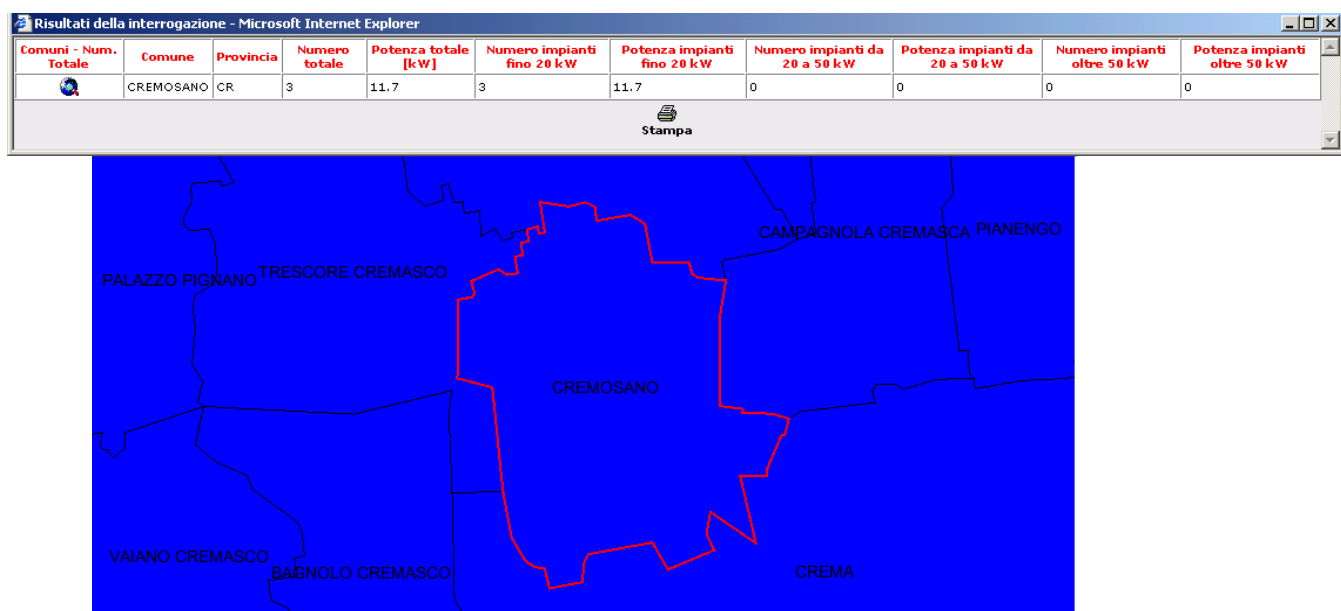 Risultati della interrogazione - Microsoft Internet Explorer
Comuni - Num. Totale Comune Provincia Numero totale Potenza totale [kW] Numero impianti fino 20 kW Potenza impianti fino 20 kW Numero impianti da 20 a 50 kW Potenza impianti da 20 a 50 kW Numero impianti oltre 50 kW Potenza impianti oltre 50 kW
CREMOSANO CR 3 11.7 3 11.7 0 0 0 0
Stampa
CAMPAGNOLA CREMASCA PIANENGO
PALAZZO PIGNANO TRESCORE CREMASCO
CREMOSANO
VAIANO CREMASCO
BAGNOLO CREMASCO CREMA